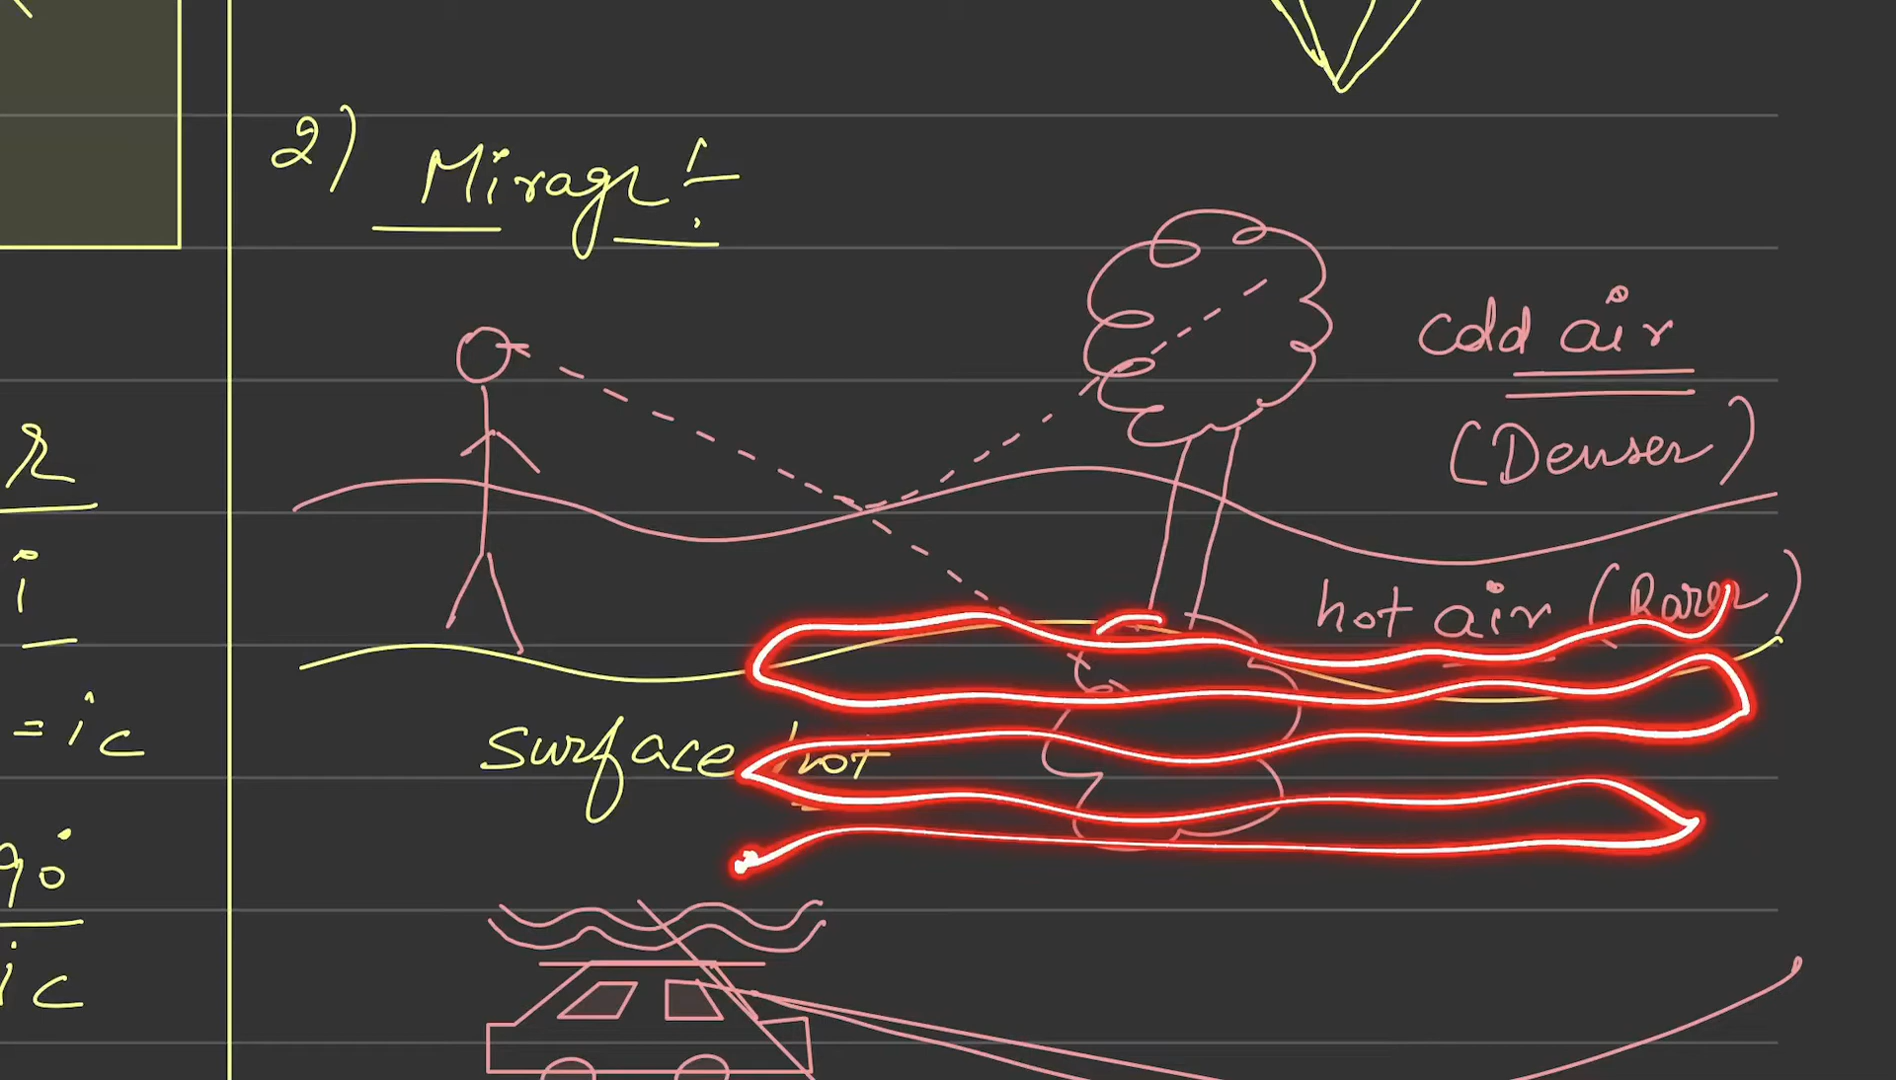 2) Mirage :-
cold air
(Denser)
hot air (Rarer)
surface hot
r
i
= ic
90°
ic